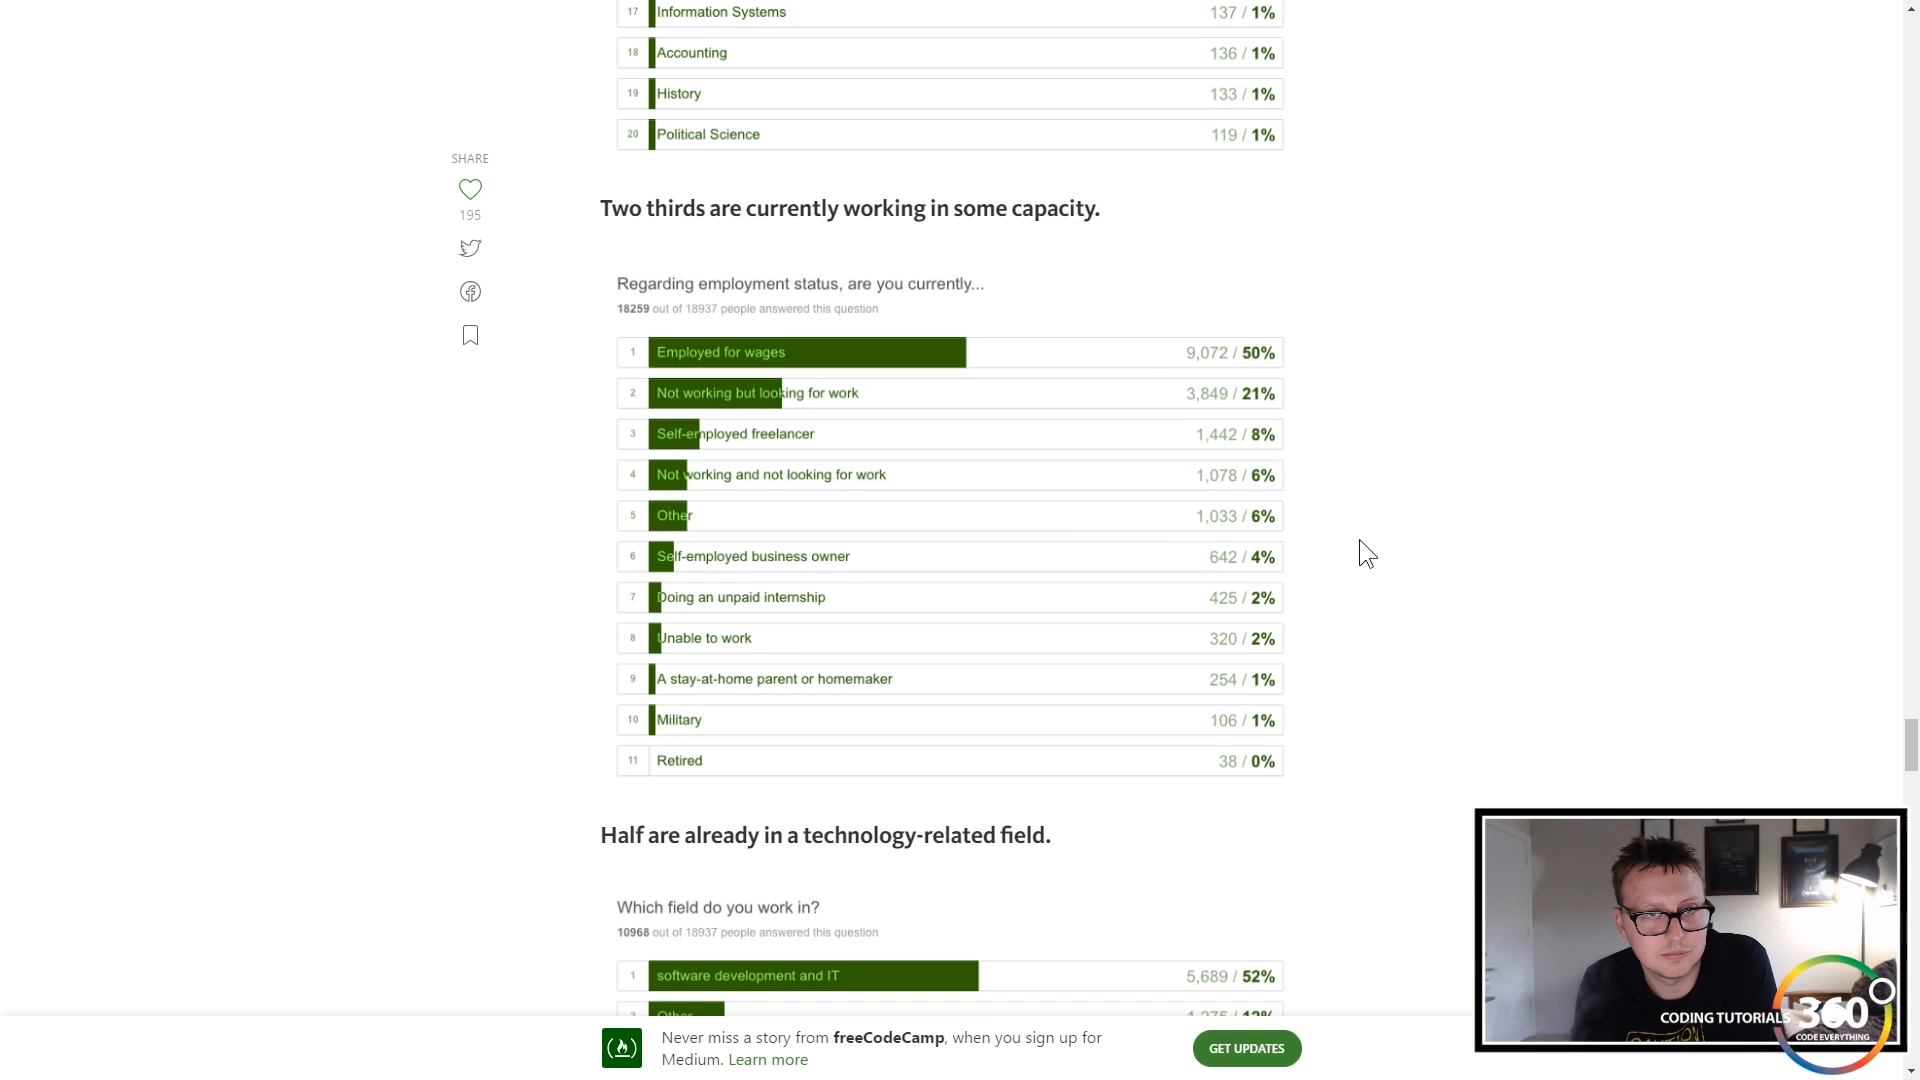 17 Information Systems 137 / 1%
18 Accounting 136 / 1%
19 History 133 / 1%
20 Political Science 119 / 1%
SHARE
195
Two thirds are currently working in some capacity.
Regarding employment status, are you currently...
18259 out of 18937 people answered this question
1 Employed for wages 9,072 / 50%
2 Not working but looking for work 3,849 / 21%
3 Self-employed freelancer 1,442 / 8%
4 Not working and not looking for work 1,078 / 6%
5 Other 1,033 / 6%
6 Self-employed business owner 642 / 4%
7 Doing an unpaid internship 425 / 2%
8 Unable to work 320 / 2%
9 A stay-at-home parent or homemaker 254 / 1%
10 Military 106 / 1%
11 Retired 38 / 0%
Half are already in a technology-related field.
Which field do you work in?
10968 out of 18937 people answered this question
1 software development and IT 5,689 / 52%
Never miss a story from freeCodeCamp, when you sign up for
Medium. Learn more
GET UPDATES
CODING TUTORIALS 360
CODE EVERYTHING